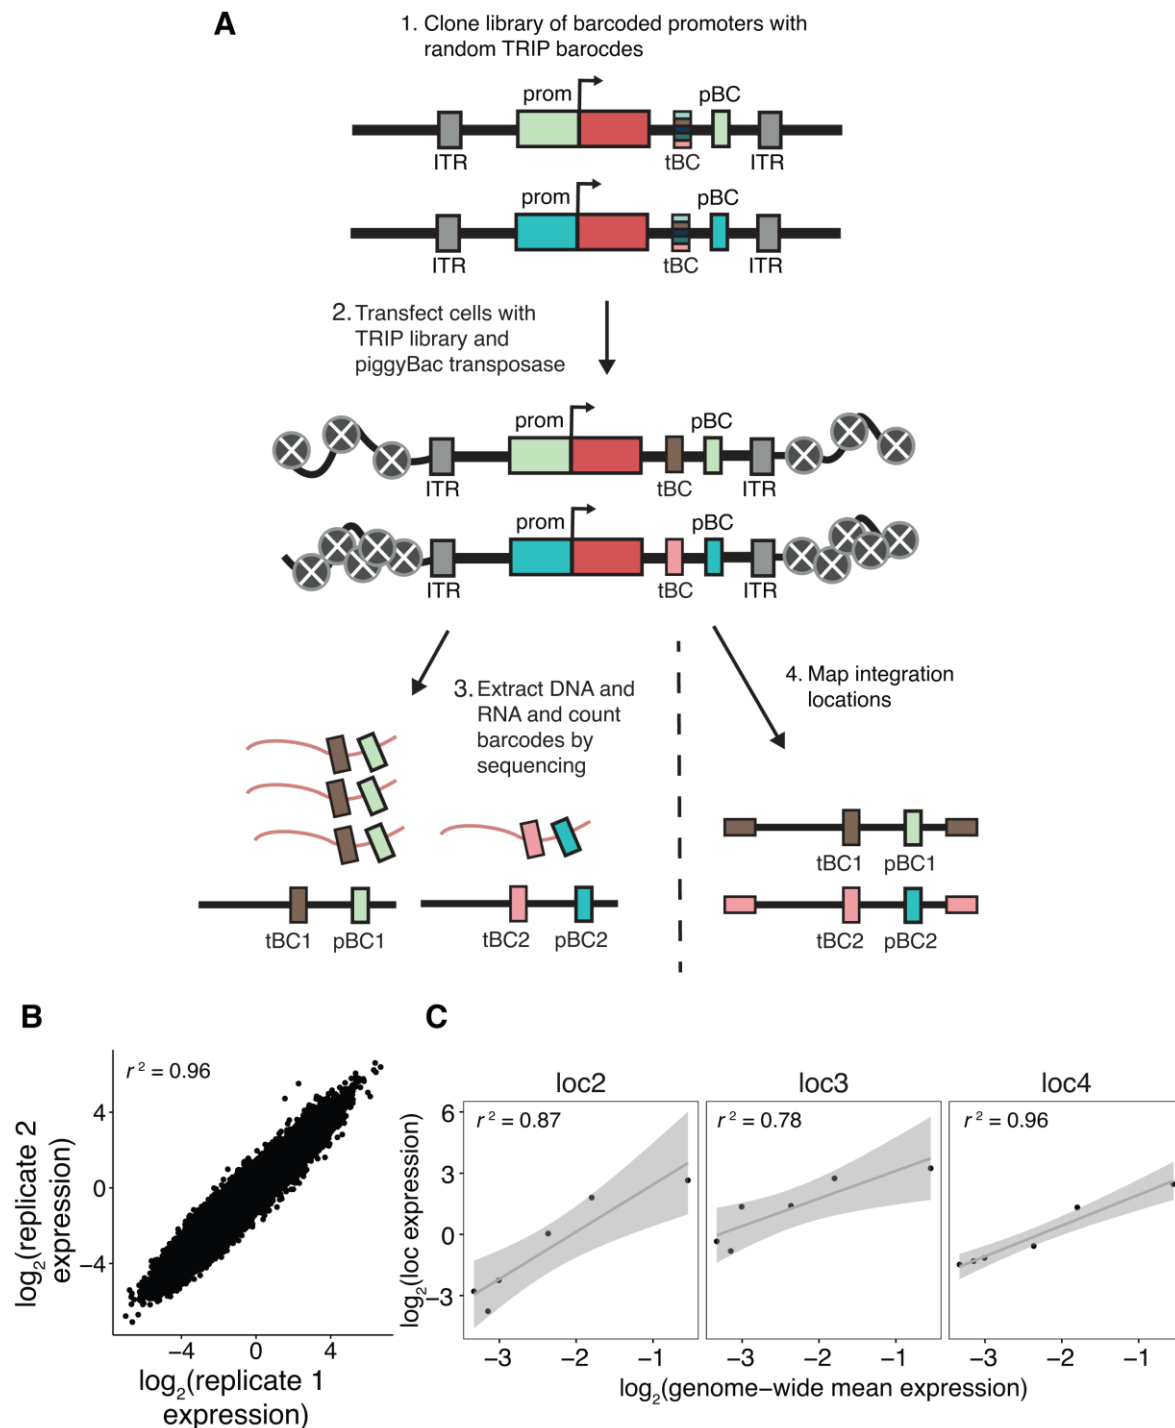 A
1. Clone library of barcoded promoters with
random TRIP barocdes
prom
pBC
ITR
tBC
ITR
prom
pBC
ITR
tBC
ITR
2. Transfect cells with
TRIP library and
piggyBac transposase
prom
pBC
ITR
tBC
ITR
prom
pBC
ITR
tBC
ITR
3. Extract DNA and
RNA and count
barcodes by
sequencing
4. Map integration
locations
tBC1 pBC1
tBC2 pBC2
tBC1 pBC1
tBC2 pBC2
B
r² = 0.96
log₂(replicate 2
expression)
4
0
−4
−4 0 4
log₂(replicate 1
expression)
C
loc2 loc3 loc4
r² = 0.87
r² = 0.78
r² = 0.96
log₂(loc expression)
6
3
0
−3
−3 −2 −1
−3 −2 −1
−3 −2 −1
log₂(genome−wide mean expression)